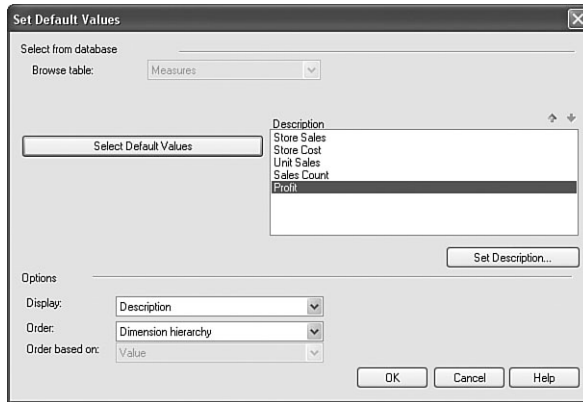 Set Default Values
Select from database
Browse table: Measures
Description
Select Default Values
Store Sales
Store Cost
Unit Sales
Sales Count
Profit
Set Description...
Options
Display: Description
Order: Dimension hierarchy
Order based on: Value
OK Cancel Help